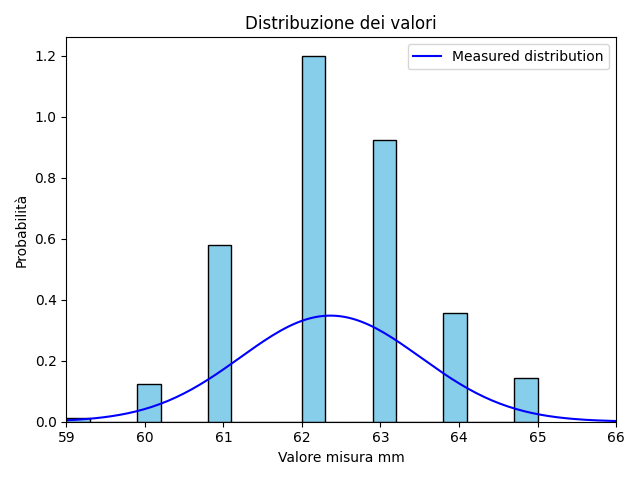 Distribuzione dei valori
Measured distribution
Probabilità
1.2
1.0
0.8
0.6
0.4
0.2
0.0
59 60 61 62 63 64 65 66
Valore misura mm